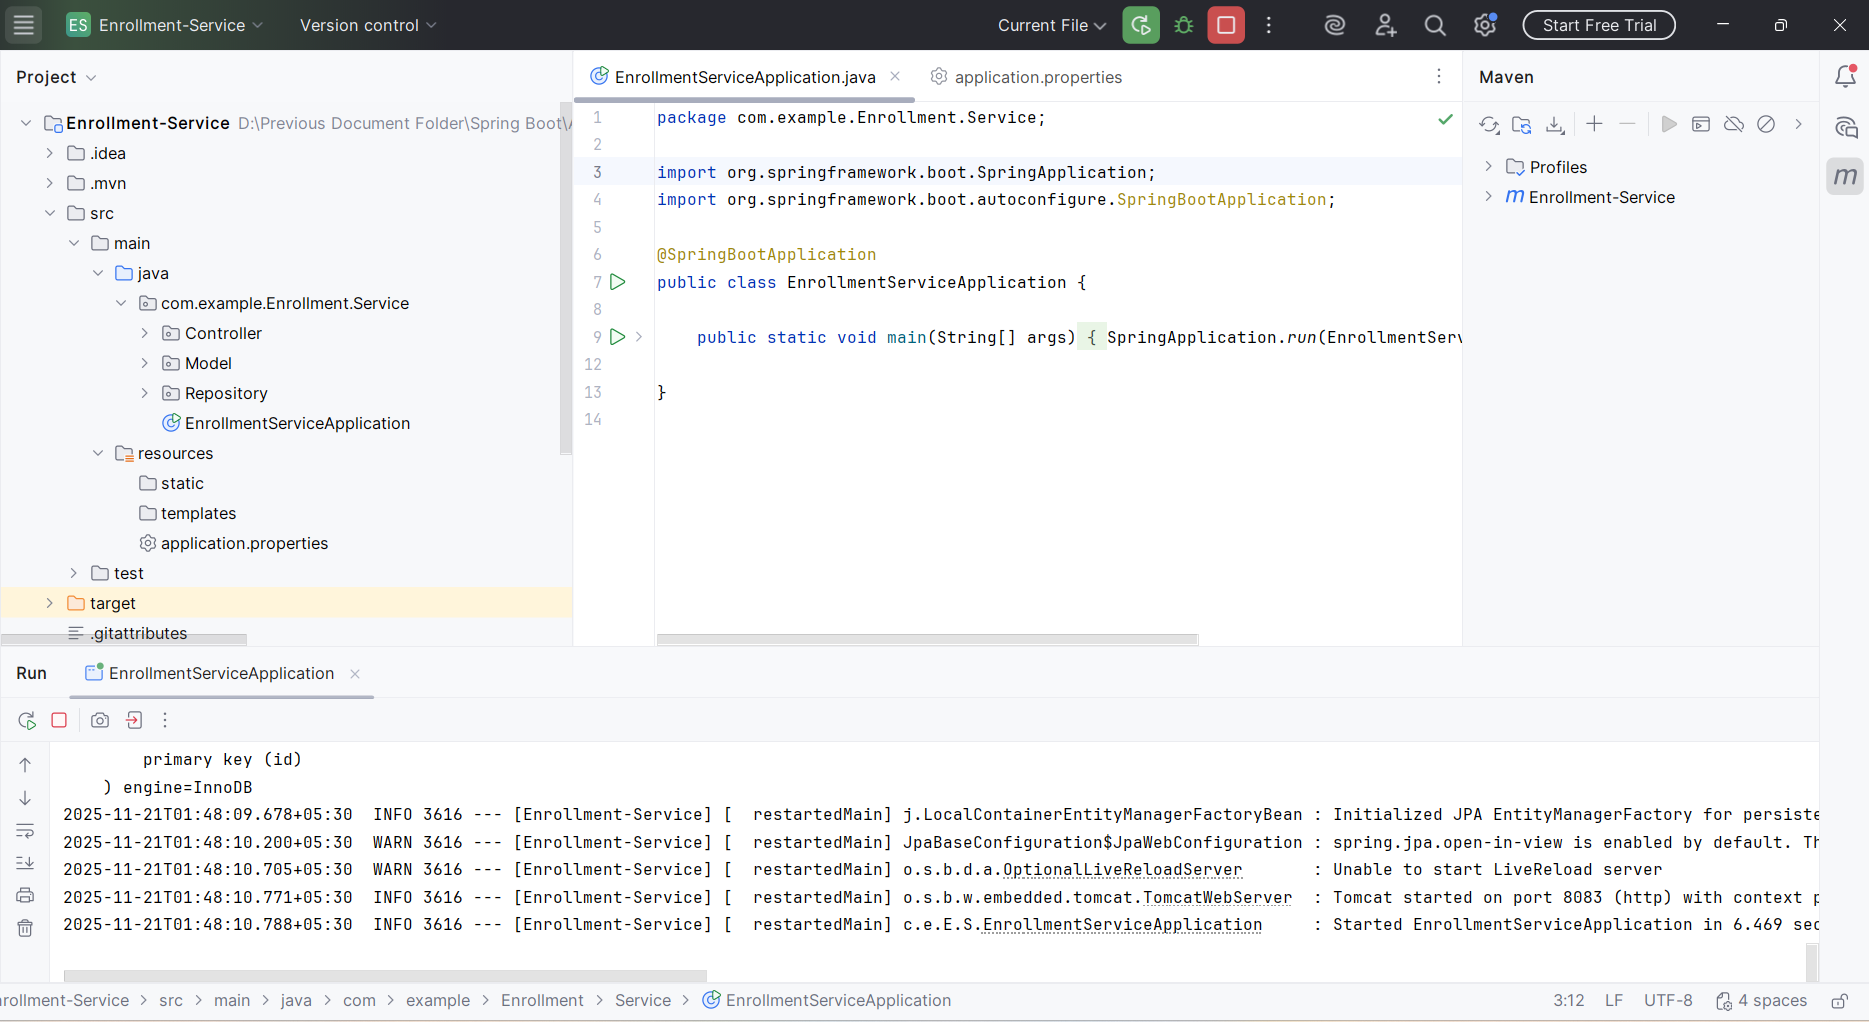 ES Enrollment-Service Version control Current File Start Free Trial
Project
Enrollment-Service D:\Previous Document Folder\Spring Boot\
.idea
.mvn
src
main
java
com.example.Enrollment.Service
Controller
Model
Repository
EnrollmentServiceApplication
resources
static
templates
application.properties
test
target
.gitattributes
EnrollmentServiceApplication.java application.properties
1 package com.example.Enrollment.Service;
2
3 import org.springframework.boot.SpringApplication;
4 import org.springframework.boot.autoconfigure.SpringBootApplication;
5
6 @SpringBootApplication
7 public class EnrollmentServiceApplication {
8
9 public static void main(String[] args) { SpringApplication.run(EnrollmentServ
12
13 }
14
Maven
Profiles
m Enrollment-Service
m
Run EnrollmentServiceApplication
primary key (id)
) engine=InnoDB
2025-11-21T01:48:09.678+05:30 INFO 3616 --- [Enrollment-Service] [ restartedMain] j.LocalContainerEntityManagerFactoryBean : Initialized JPA EntityManagerFactory for persiste
2025-11-21T01:48:10.200+05:30 WARN 3616 --- [Enrollment-Service] [ restartedMain] JpaBaseConfiguration$JpaWebConfiguration : spring.jpa.open-in-view is enabled by default. Th
2025-11-21T01:48:10.705+05:30 WARN 3616 --- [Enrollment-Service] [ restartedMain] o.s.b.d.a.OptionalLiveReloadServer : Unable to start LiveReload server
2025-11-21T01:48:10.771+05:30 INFO 3616 --- [Enrollment-Service] [ restartedMain] o.s.b.w.embedded.tomcat.TomcatWebServer : Tomcat started on port 8083 (http) with context p
2025-11-21T01:48:10.788+05:30 INFO 3616 --- [Enrollment-Service] [ restartedMain] c.e.E.S.EnrollmentServiceApplication : Started EnrollmentServiceApplication in 6.469 sec
nrollment-Service > src > main > java > com > example > Enrollment > Service > EnrollmentServiceApplication 3:12 LF UTF-8 4 spaces